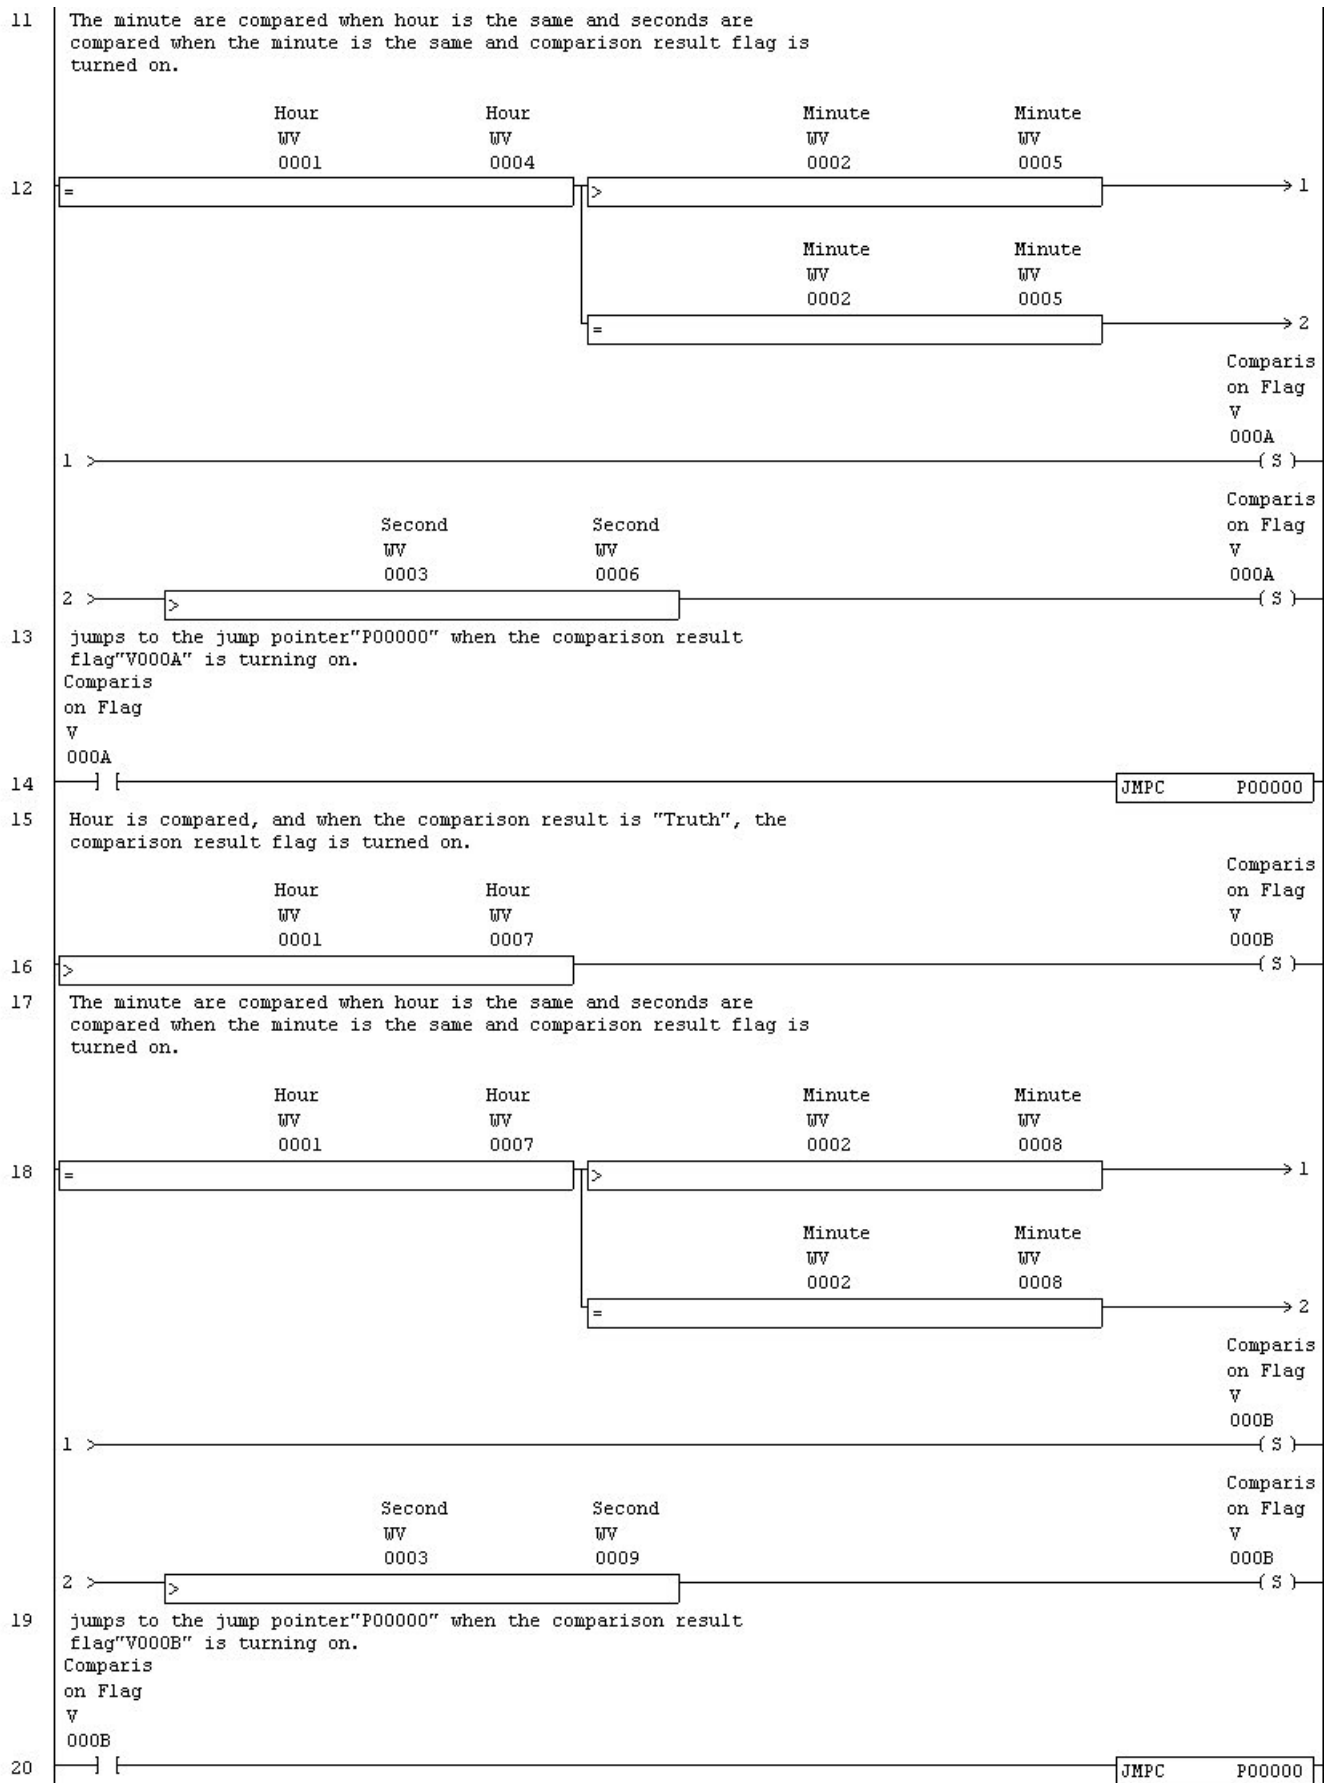 11 The minute are compared when hour is the same and seconds are
compared when the minute is the same and comparison result flag is
turned on.
Hour Hour Minute Minute
WV WV WV WV
0001 0004 0002 0005
12 = > 1
Minute Minute
WV WV
0002 0005
= 2
Comparis
on Flag
V
000A
1 ( S )
Comparis
Second Second on Flag
WV WV V
0003 0006 000A
2 > ( S )
13 jumps to the jump pointer"P00000" when the comparison result
flag"V000A" is turning on.
Comparis
on Flag
V
000A
14 JMPC P00000
15 Hour is compared, and when the comparison result is "Truth", the
comparison result flag is turned on.
Comparis
Hour Hour on Flag
WV WV V
0001 0007 000B
16 > ( S )
17 The minute are compared when hour is the same and seconds are
compared when the minute is the same and comparison result flag is
turned on.
Hour Hour Minute Minute
WV WV WV WV
0001 0007 0002 0008
18 = > 1
Minute Minute
WV WV
0002 0008
= 2
Comparis
on Flag
V
000B
1 ( S )
Comparis
Second Second on Flag
WV WV V
0003 0009 000B
2 > ( S )
19 jumps to the jump pointer"P00000" when the comparison result
flag"V000B" is turning on.
Comparis
on Flag
V
000B
20 JMPC P00000